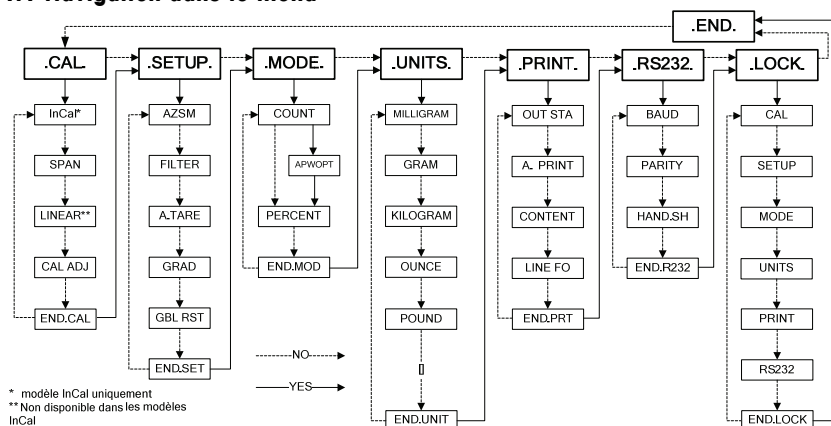 .END.
.CAL. .SETUP. .MODE. .UNITS. .PRINT. .RS232. .LOCK.
InCal*
SPAN
LINEAR**
CAL ADJ
END.CAL
AZSM
FILTER
A.TARE
GRAD
GBL RST
END.SET
COUNT
APWOPT
PERCENT
END.MOD
MILLIGRAM
GRAM
KILOGRAM
OUNCE
POUND
[]
END.UNIT
OUT STA
A. PRINT
CONTENT
LINE FO
END.PRT
BAUD
PARITY
HAND.SH
END.R232
CAL
SETUP
MODE
UNITS
PRINT
RS232
END.LOCK
NO
YES
* modèle InCal uniquement
** Non disponible dans les modèles
InCal